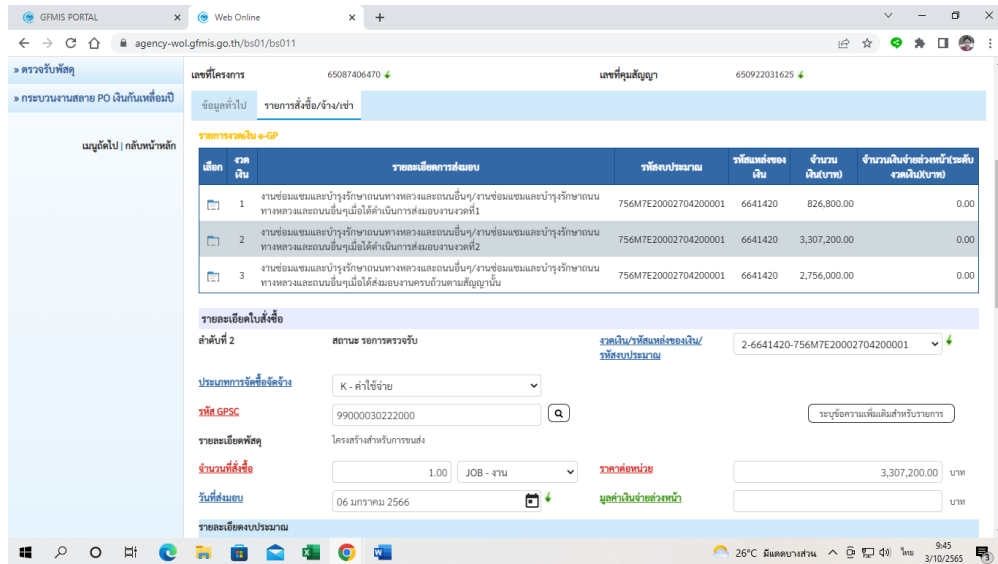 GFMIS PORTAL
Web Online
agency-wol.gfmis.go.th/bs01/bs011
» ตรวจรับพัสดุ
» กระบวนงานสลาย PO เงินกันเหลื่อมปี
เมนูถัดไป | กลับหน้าหลัก
เลขที่โครงการ 65087406470 เลขที่คุมสัญญา 650922031625
ข้อมูลทั่วไป รายการสั่งซื้อ/จ้าง/เช่า
รายการงวดเงิน e-GP
เลือก งวดเงิน รายละเอียดการส่งมอบ รหัสงบประมาณ รหัสแหล่งของเงิน จำนวนเงิน(บาท) จำนวนเงินจ่ายล่วงหน้า(ระดับงวดเงิน)(บาท)
1 งานซ่อมแซมและบำรุงรักษาถนนทางหลวงและถนนอื่นๆ/งานซ่อมแซมและบำรุงรักษาถนน 756M7E20002704200001 6641420 826,800.00 0.00
ทางหลวงและถนนอื่นๆเมื่อได้ดำเนินการส่งมอบงานงวดที่1
2 งานซ่อมแซมและบำรุงรักษาถนนทางหลวงและถนนอื่นๆ/งานซ่อมแซมและบำรุงรักษาถนน 756M7E20002704200001 6641420 3,307,200.00 0.00
ทางหลวงและถนนอื่นๆเมื่อได้ดำเนินการส่งมอบงานงวดที่2
3 งานซ่อมแซมและบำรุงรักษาถนนทางหลวงและถนนอื่นๆ/งานซ่อมแซมและบำรุงรักษาถนน 756M7E20002704200001 6641420 2,756,000.00 0.00
ทางหลวงและถนนอื่นๆเมื่อได้ส่งมอบงานครบถ้วนตามสัญญานั้น
รายละเอียดใบสั่งซื้อ
ลำดับที่ 2 สถานะ รอการตรวจรับ งวดเงิน/รหัสแหล่งของเงิน/ 2-6641420-756M7E20002704200001
รหัสงบประมาณ
ประเภทการจัดซื้อจัดจ้าง K - ค่าใช้จ่าย
รหัส GPSC 99000030222000 ระบุข้อความเพิ่มเติมสำหรับรายการ
รายละเอียดพัสดุ โครงสร้างสำหรับการขนส่ง
จำนวนที่สั่งซื้อ 1.00 JOB - งาน ราคาต่อหน่วย 3,307,200.00 บาท
วันที่ส่งมอบ 06 มกราคม 2566 มูลค่าเงินจ่ายล่วงหน้า บาท
รายละเอียดงบประมาณ
26°C มีแดดบางส่วน ไทย 9:45
3/10/2565
3